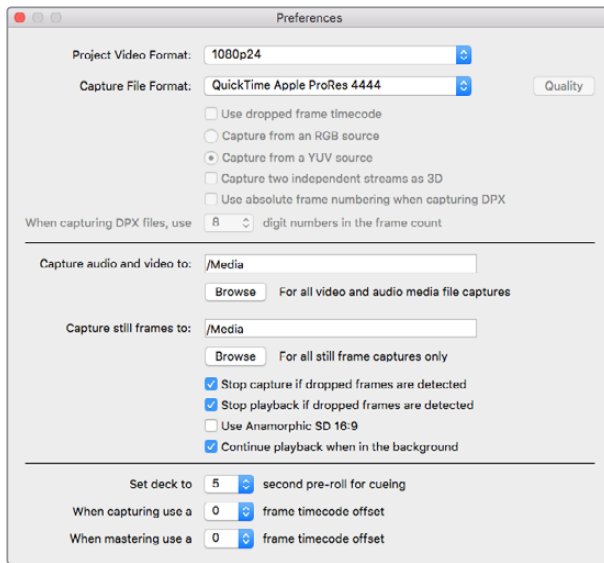 Preferences
Project Video Format: 1080p24
Capture File Format: QuickTime Apple ProRes 4444 Quality
Use dropped frame timecode
Capture from an RGB source
Capture from a YUV source
Capture two independent streams as 3D
Use absolute frame numbering when capturing DPX
When capturing DPX files, use 8 digit numbers in the frame count
Capture audio and video to: /Media
Browse For all video and audio media file captures
Capture still frames to: /Media
Browse For all still frame captures only
Stop capture if dropped frames are detected
Stop playback if dropped frames are detected
Use Anamorphic SD 16:9
Continue playback when in the background
Set deck to 5 second pre-roll for cueing
When capturing use a 0 frame timecode offset
When mastering use a 0 frame timecode offset